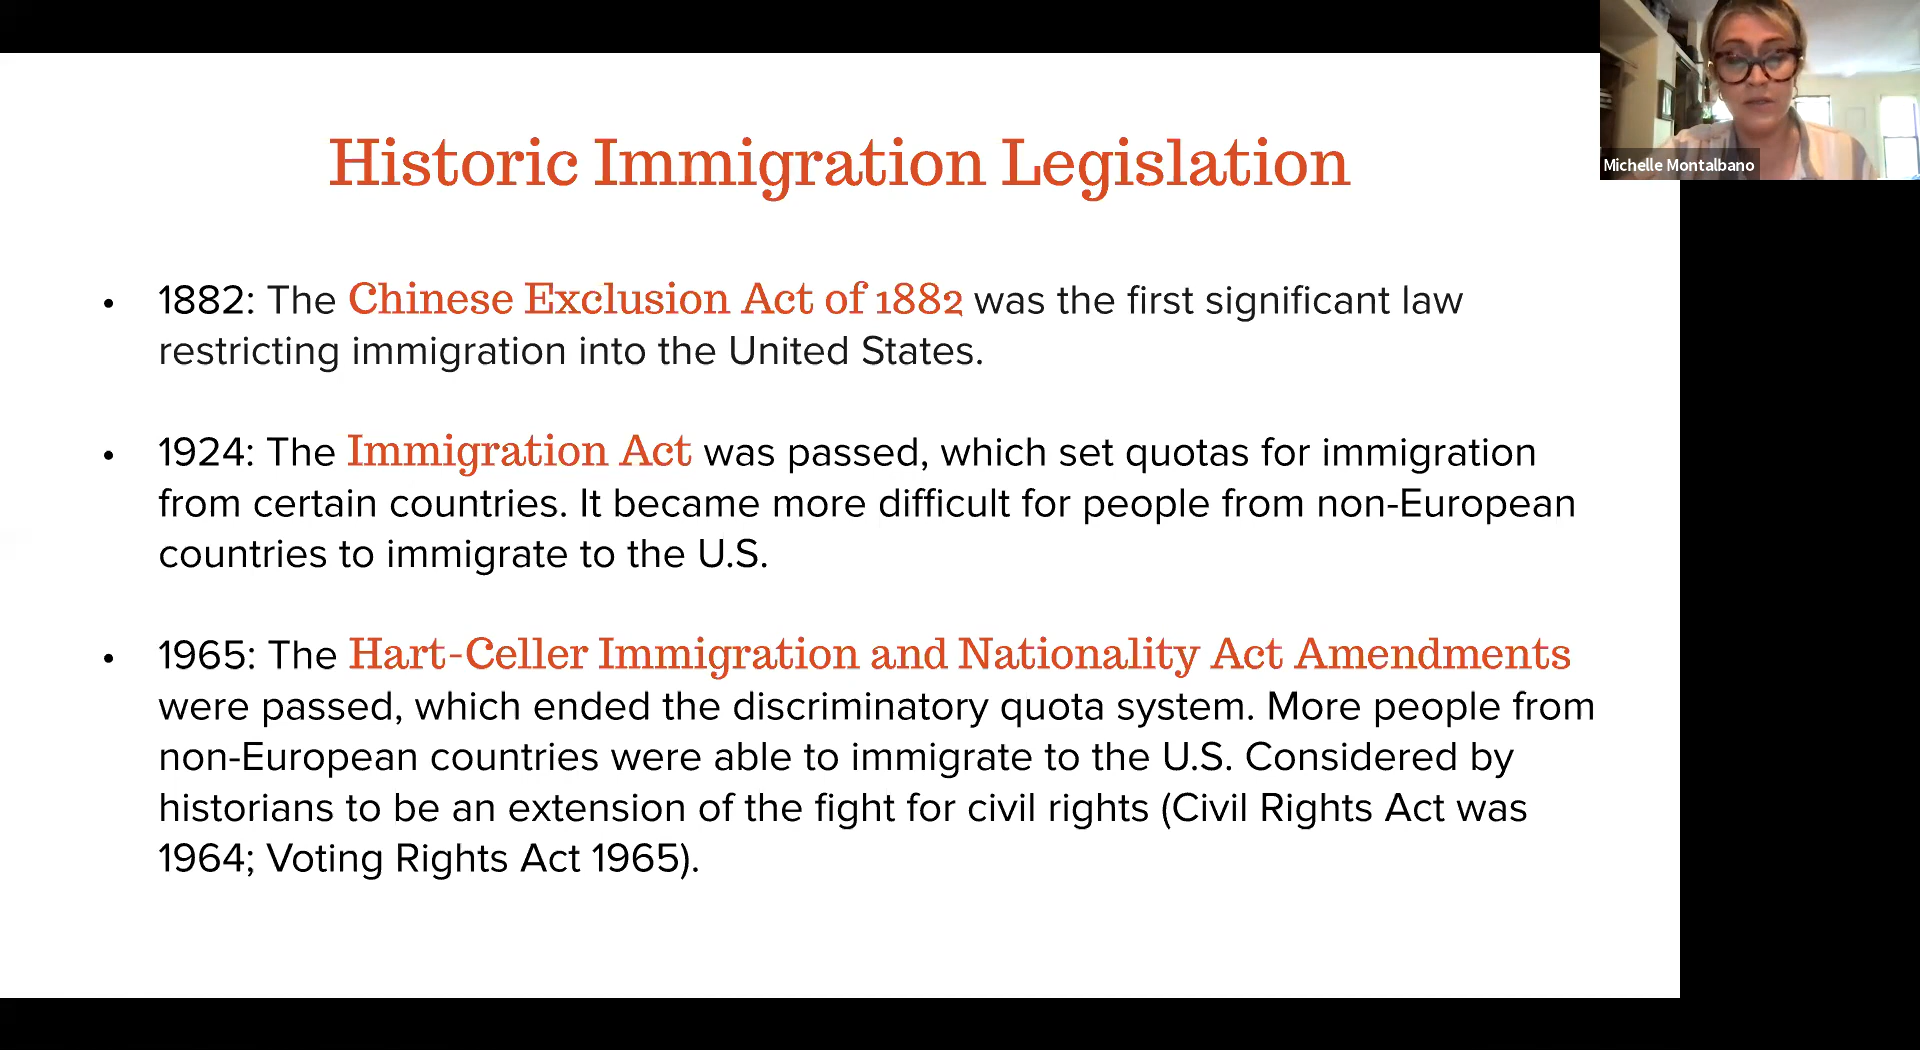 Historic Immigration Legislation
Michelle Montalbano
• 1882: The Chinese Exclusion Act of 1882 was the first significant law
restricting immigration into the United States.
• 1924: The Immigration Act was passed, which set quotas for immigration
from certain countries. It became more difficult for people from non-European
countries to immigrate to the U.S.
• 1965: The Hart-Celler Immigration and Nationality Act Amendments
were passed, which ended the discriminatory quota system. More people from
non-European countries were able to immigrate to the U.S. Considered by
historians to be an extension of the fight for civil rights (Civil Rights Act was
1964; Voting Rights Act 1965).